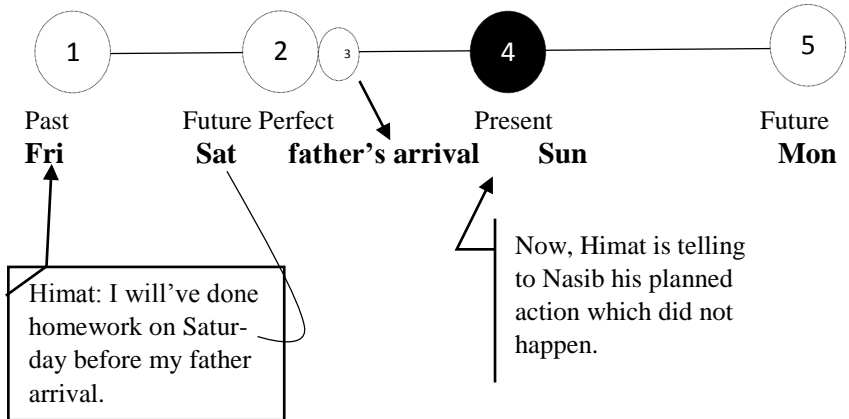 1 2 3 4 5
Past Future Perfect Present Future
Fri Sat father's arrival Sun Mon
Himat: I will've done
homework on Satur-
day before my father
arrival.
Now, Himat is telling
to Nasib his planned
action which did not
happen.